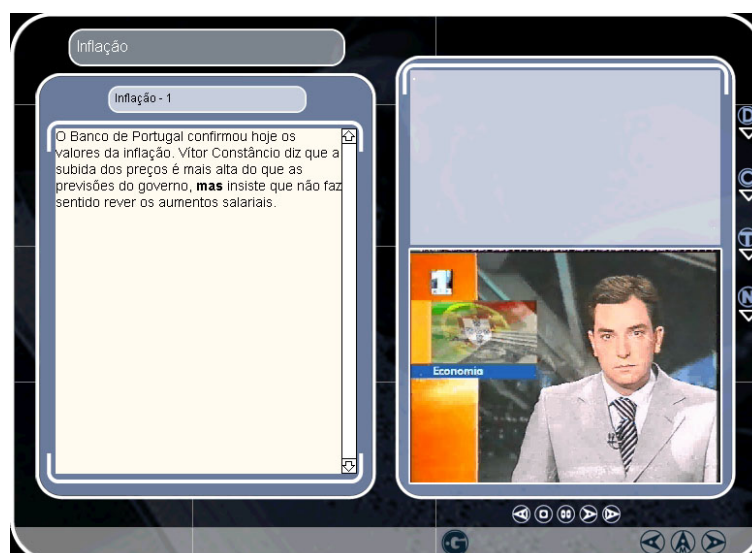 Inflação
Inflação - 1
O Banco de Portugal confirmou hoje os
valores da inflação. Vítor Constâncio diz que a
subida dos preços é mais alta do que as
previsões do governo, mas insiste que não faz
sentido rever os aumentos salariais.
D
C
T
N
Economia
G
A